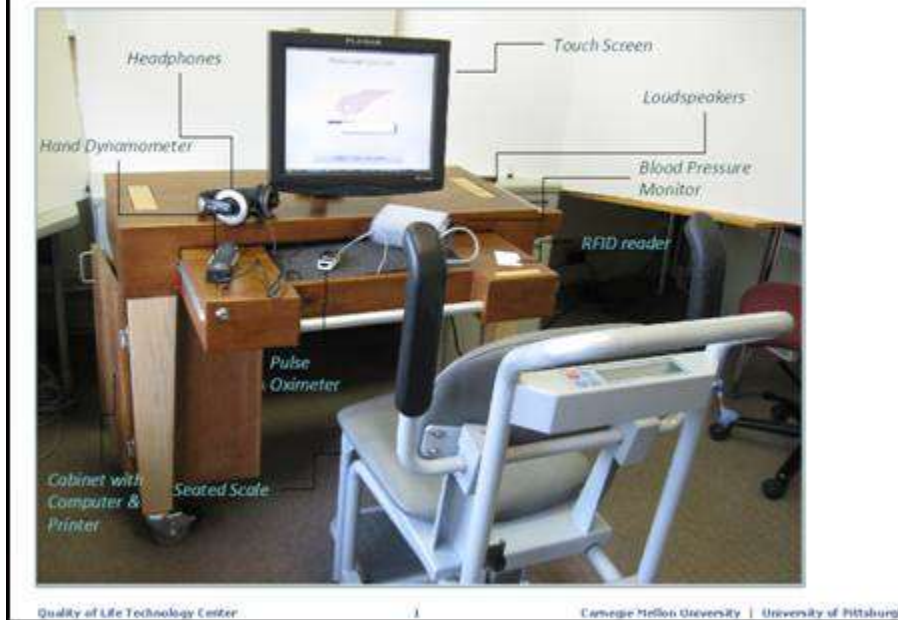 PLANAR
Touch Screen
Headphones
Loudspeakers
Hand Dynamometer
Blood Pressure
Monitor
RFID reader
Pulse
Oximeter
Cabinet with
Computer &
Printer
Seated Scale
Quality of Life Technology Center
1
Carnegie Mellon University | University of Pittsburg